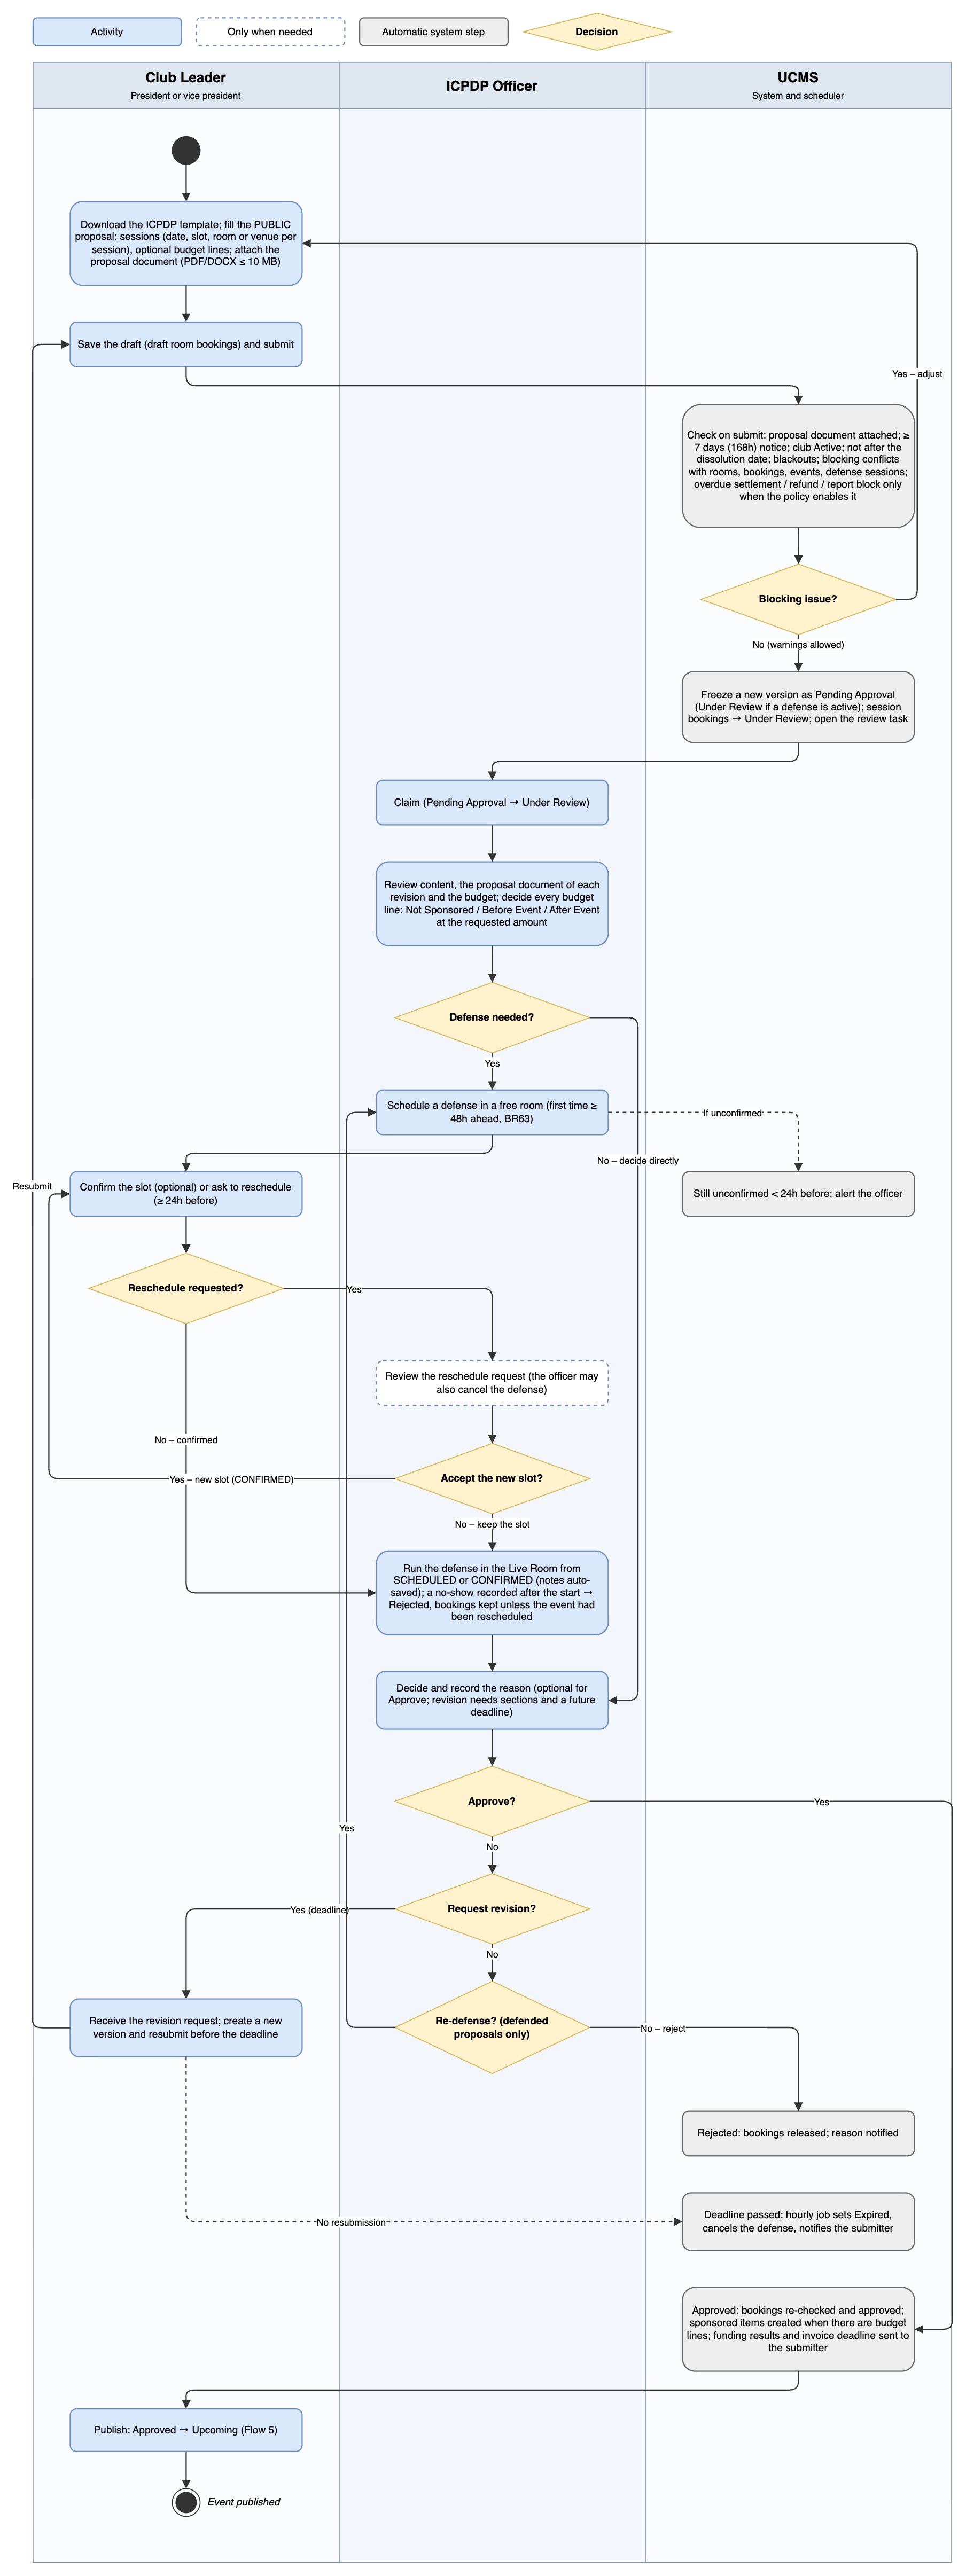 Activity
Only when needed
Automatic system step
Decision
Club Leader
President or vice president
ICPDP Officer
UCMS
System and scheduler
Download the ICPDP template; fill the PUBLIC
proposal: sessions (date, slot, room or venue per
session), optional budget lines; attach the
proposal document (PDF/DOCX ≤ 10 MB)
Save the draft (draft room bookings) and submit
Yes – adjust
Check on submit: proposal document attached; ≥
7 days (168h) notice; club Active; not after the
dissolution date; blackouts; blocking conflicts
with rooms, bookings, events, defense sessions;
overdue settlement / refund / report block only
when the policy enables it
Blocking issue?
No (warnings allowed)
Freeze a new version as Pending Approval
(Under Review if a defense is active); session
bookings → Under Review; open the review task
Claim (Pending Approval → Under Review)
Review content, the proposal document of each
revision and the budget; decide every budget
line: Not Sponsored / Before Event / After Event
at the requested amount
Defense needed?
Yes
Schedule a defense in a free room (first time ≥
48h ahead, BR63)
If unconfirmed
No – decide directly
Resubmit
Confirm the slot (optional) or ask to reschedule
(≥ 24h before)
Still unconfirmed < 24h before: alert the officer
Reschedule requested?
Yes
Review the reschedule request (the officer may
also cancel the defense)
No – confirmed
Yes – new slot (CONFIRMED)
Accept the new slot?
No – keep the slot
Run the defense in the Live Room from
SCHEDULED or CONFIRMED (notes auto-
saved); a no-show recorded after the start →
Rejected, bookings kept unless the event had
been rescheduled
Decide and record the reason (optional for
Approve; revision needs sections and a future
deadline)
Approve?
Yes
Yes
No
Yes (deadline)
Request revision?
No
Receive the revision request; create a new
version and resubmit before the deadline
Re-defense? (defended
proposals only)
No – reject
Rejected: bookings released; reason notified
No resubmission
Deadline passed: hourly job sets Expired,
cancels the defense, notifies the submitter
Approved: bookings re-checked and approved;
sponsored items created when there are budget
lines; funding results and invoice deadline sent to
the submitter
Publish: Approved → Upcoming (Flow 5)
Event published